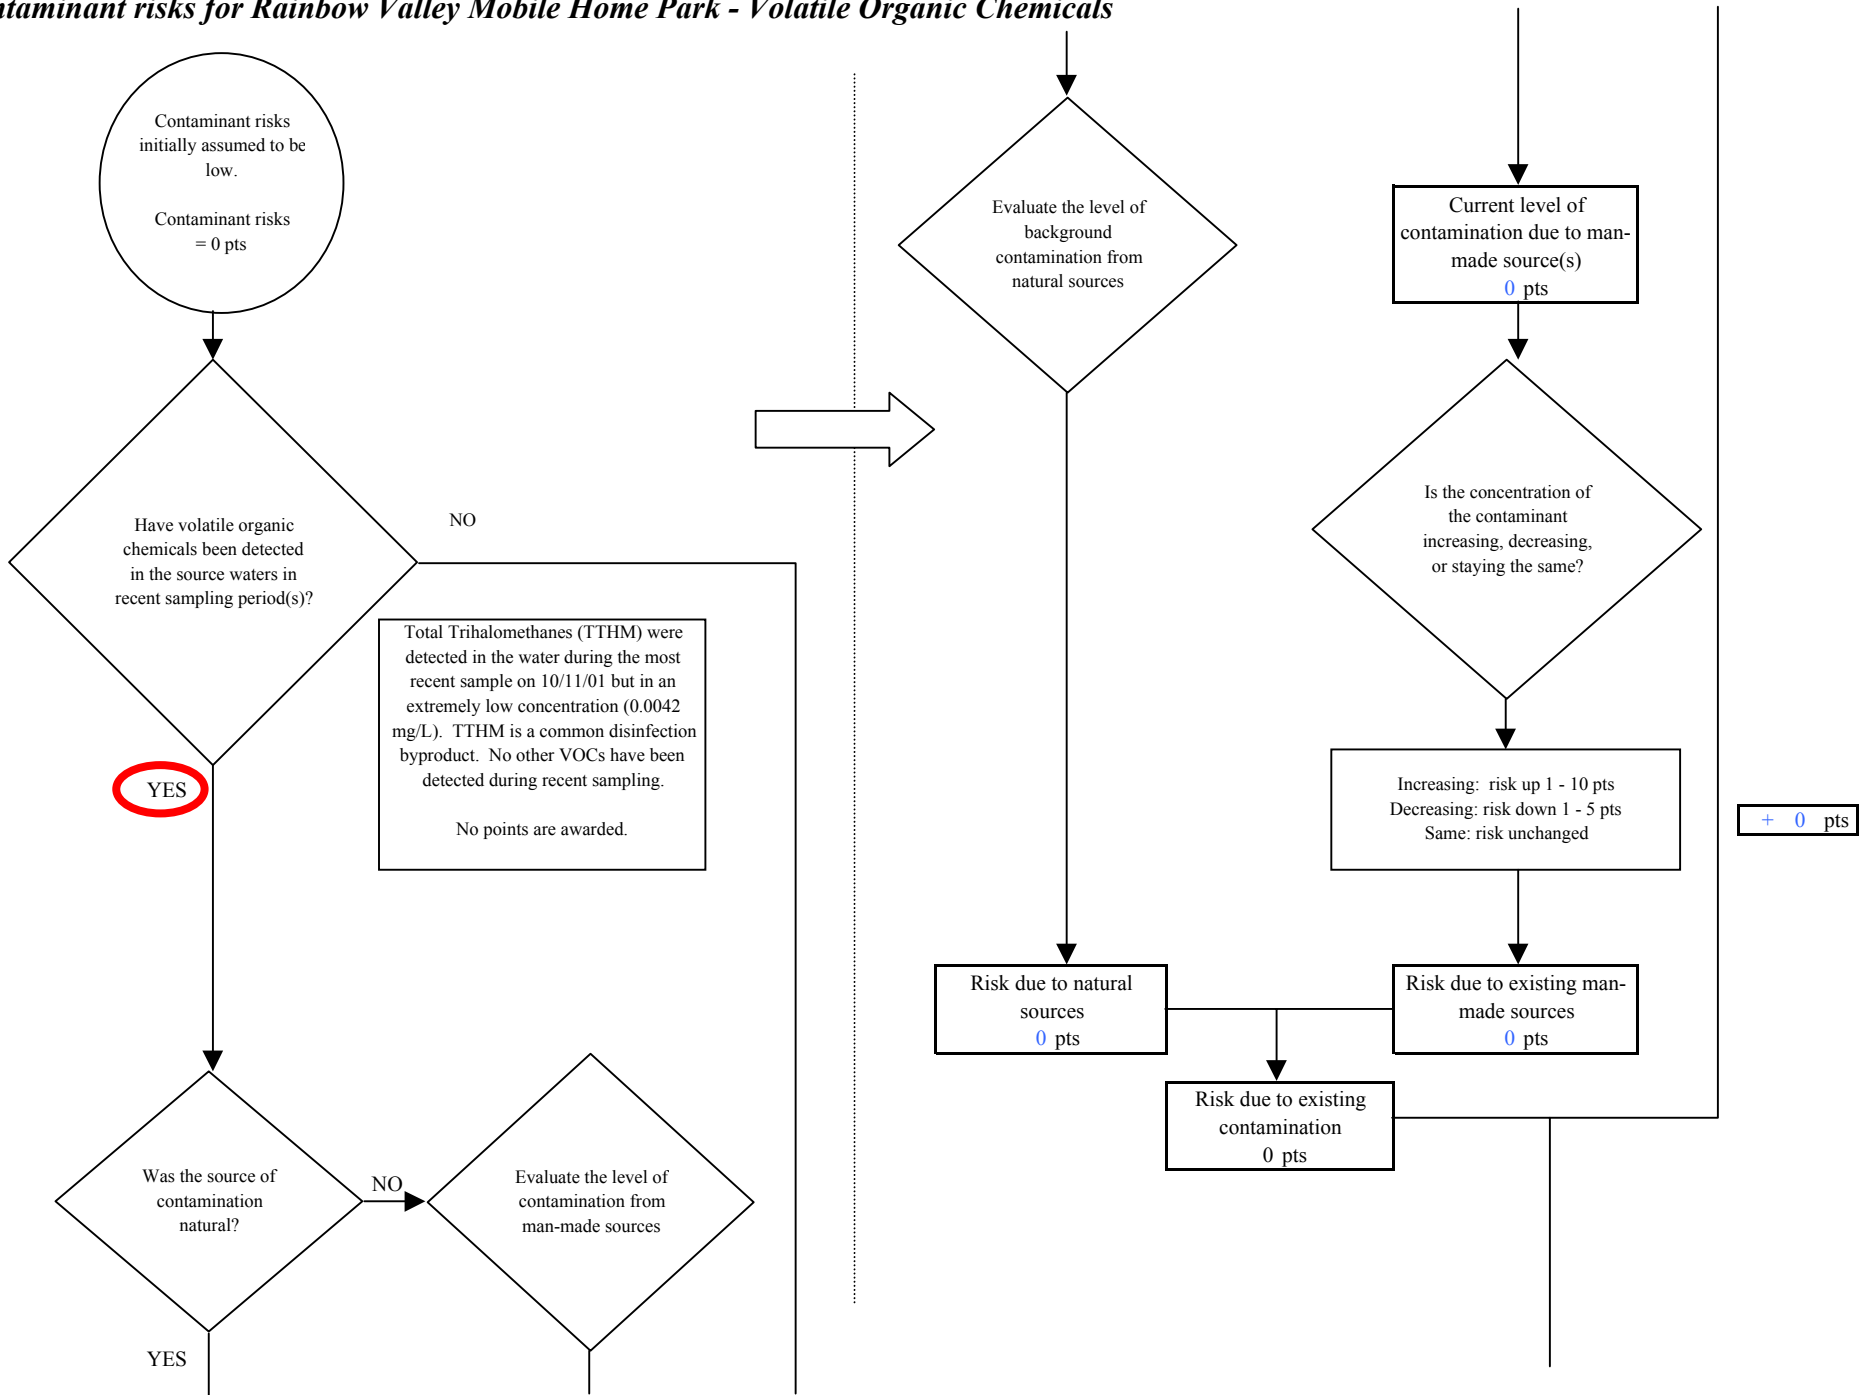 ntaminant risks for Rainbow Valley Mobile Home Park - Volatile Organic Chemicals
Contaminant risks
initially assumed to be
low.
Contaminant risks
= 0 pts
Have volatile organic
chemicals been detected
in the source waters in
recent sampling period(s)?
NO
Total Trihalomethanes (TTHM) were
detected in the water during the most
recent sample on 10/11/01 but in an
extremely low concentration (0.0042
mg/L). TTHM is a common disinfection
byproduct. No other VOCs have been
detected during recent sampling.
No points are awarded.
YES
Was the source of
contamination
natural?
NO
Evaluate the level of
contamination from
man-made sources
YES
Evaluate the level of
background
contamination from
natural sources
Current level of
contamination due to man-
made source(s)
0 pts
Is the concentration of
the contaminant
increasing, decreasing,
or staying the same?
Increasing: risk up 1 - 10 pts
Decreasing: risk down 1 - 5 pts
Same: risk unchanged
+ 0 pts
Risk due to natural
sources
0 pts
Risk due to existing man-
made sources
0 pts
Risk due to existing
contamination
0 pts